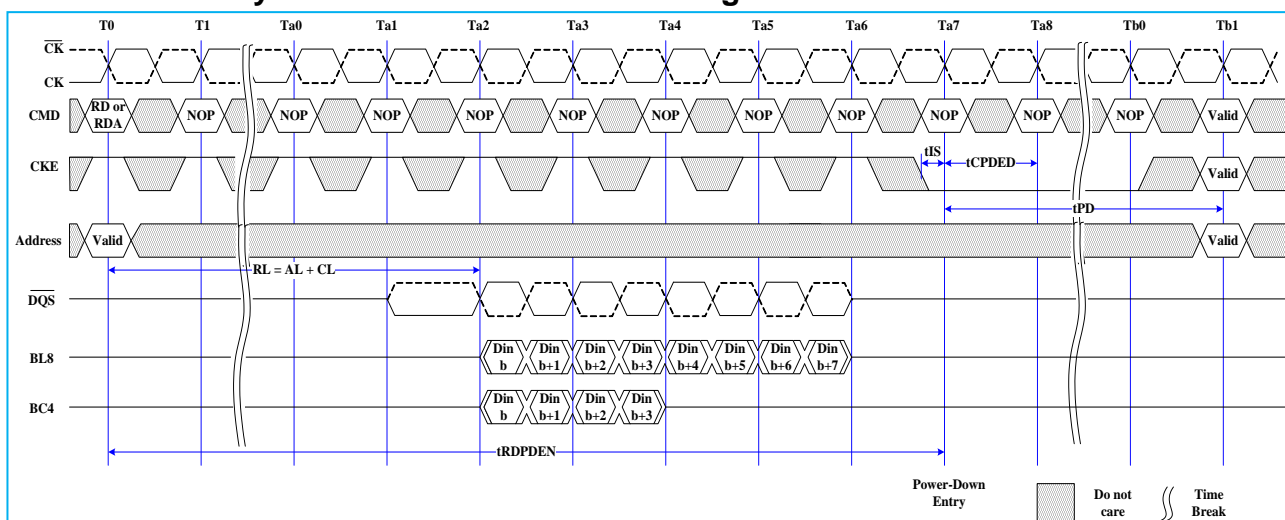 T0 T1 Ta0 Ta1 Ta2 Ta3 Ta4 Ta5 Ta6 Ta7 Ta8 Tb0 Tb1
CK
CK
CMD RD or RDA NOP NOP NOP NOP NOP NOP NOP NOP NOP NOP NOP Valid
tIS tCPDED
CKE Valid
tPD
Address Valid Valid
RL = AL + CL
DQS
BL8 Din b Din b+1 Din b+2 Din b+3 Din b+4 Din b+5 Din b+6 Din b+7
BC4 Din b Din b+1 Din b+2 Din b+3
tRDPDEN
Power-Down Entry
Do not care
Time Break